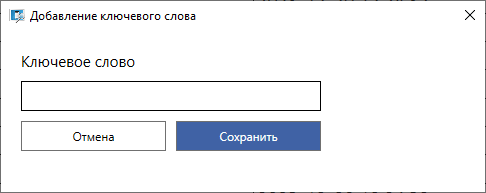 Добавление ключевого слова
Ключевое слово
Отмена
Сохранить